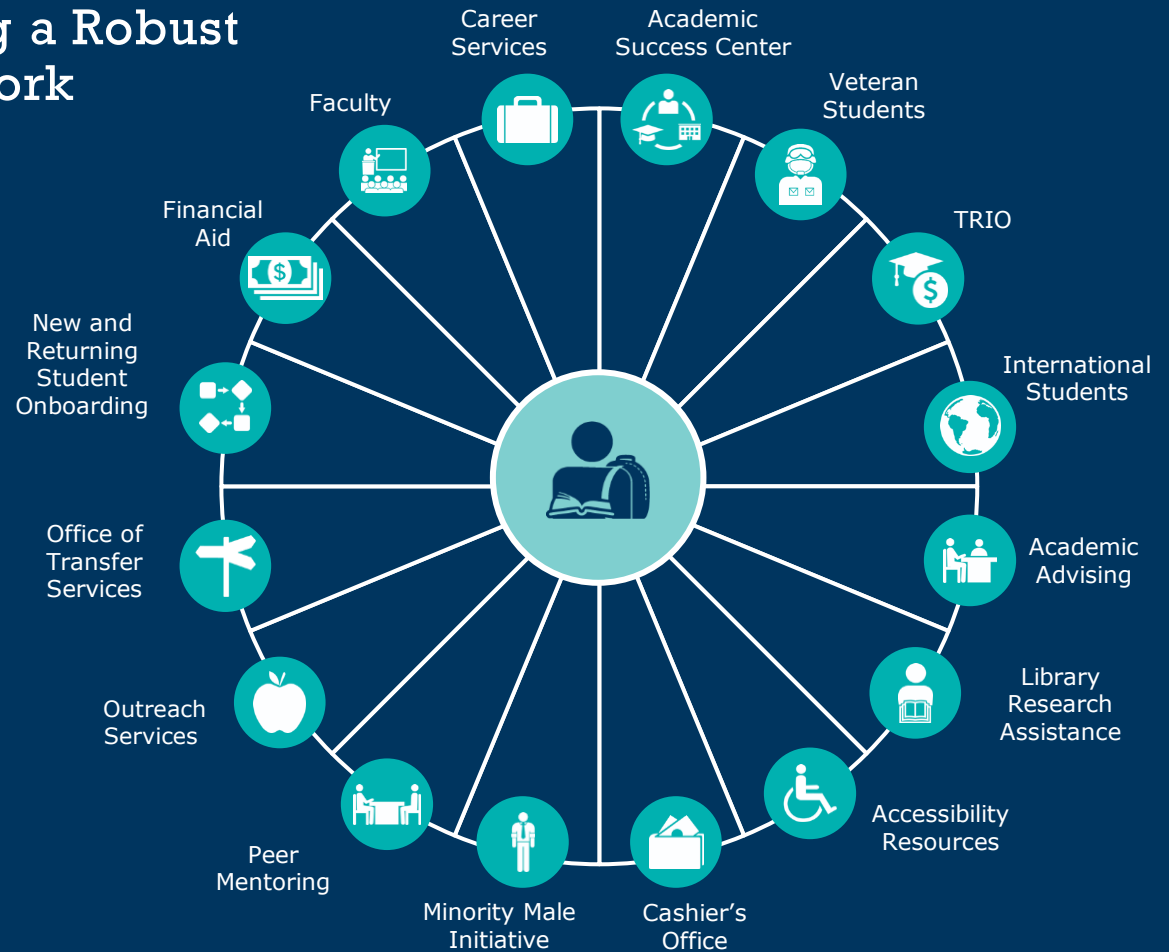 g a Robust
ork
Career
Services
Academic
Success Center
Veteran
Students
TRIO
International
Students
Academic
Advising
Library
Research
Assistance
Accessibility
Resources
Cashier’s
Office
Minority Male
Initiative
Peer
Mentoring
Outreach
Services
Office of
Transfer
Services
New and
Returning
Student
Onboarding
Financial
Aid
Faculty
$
$